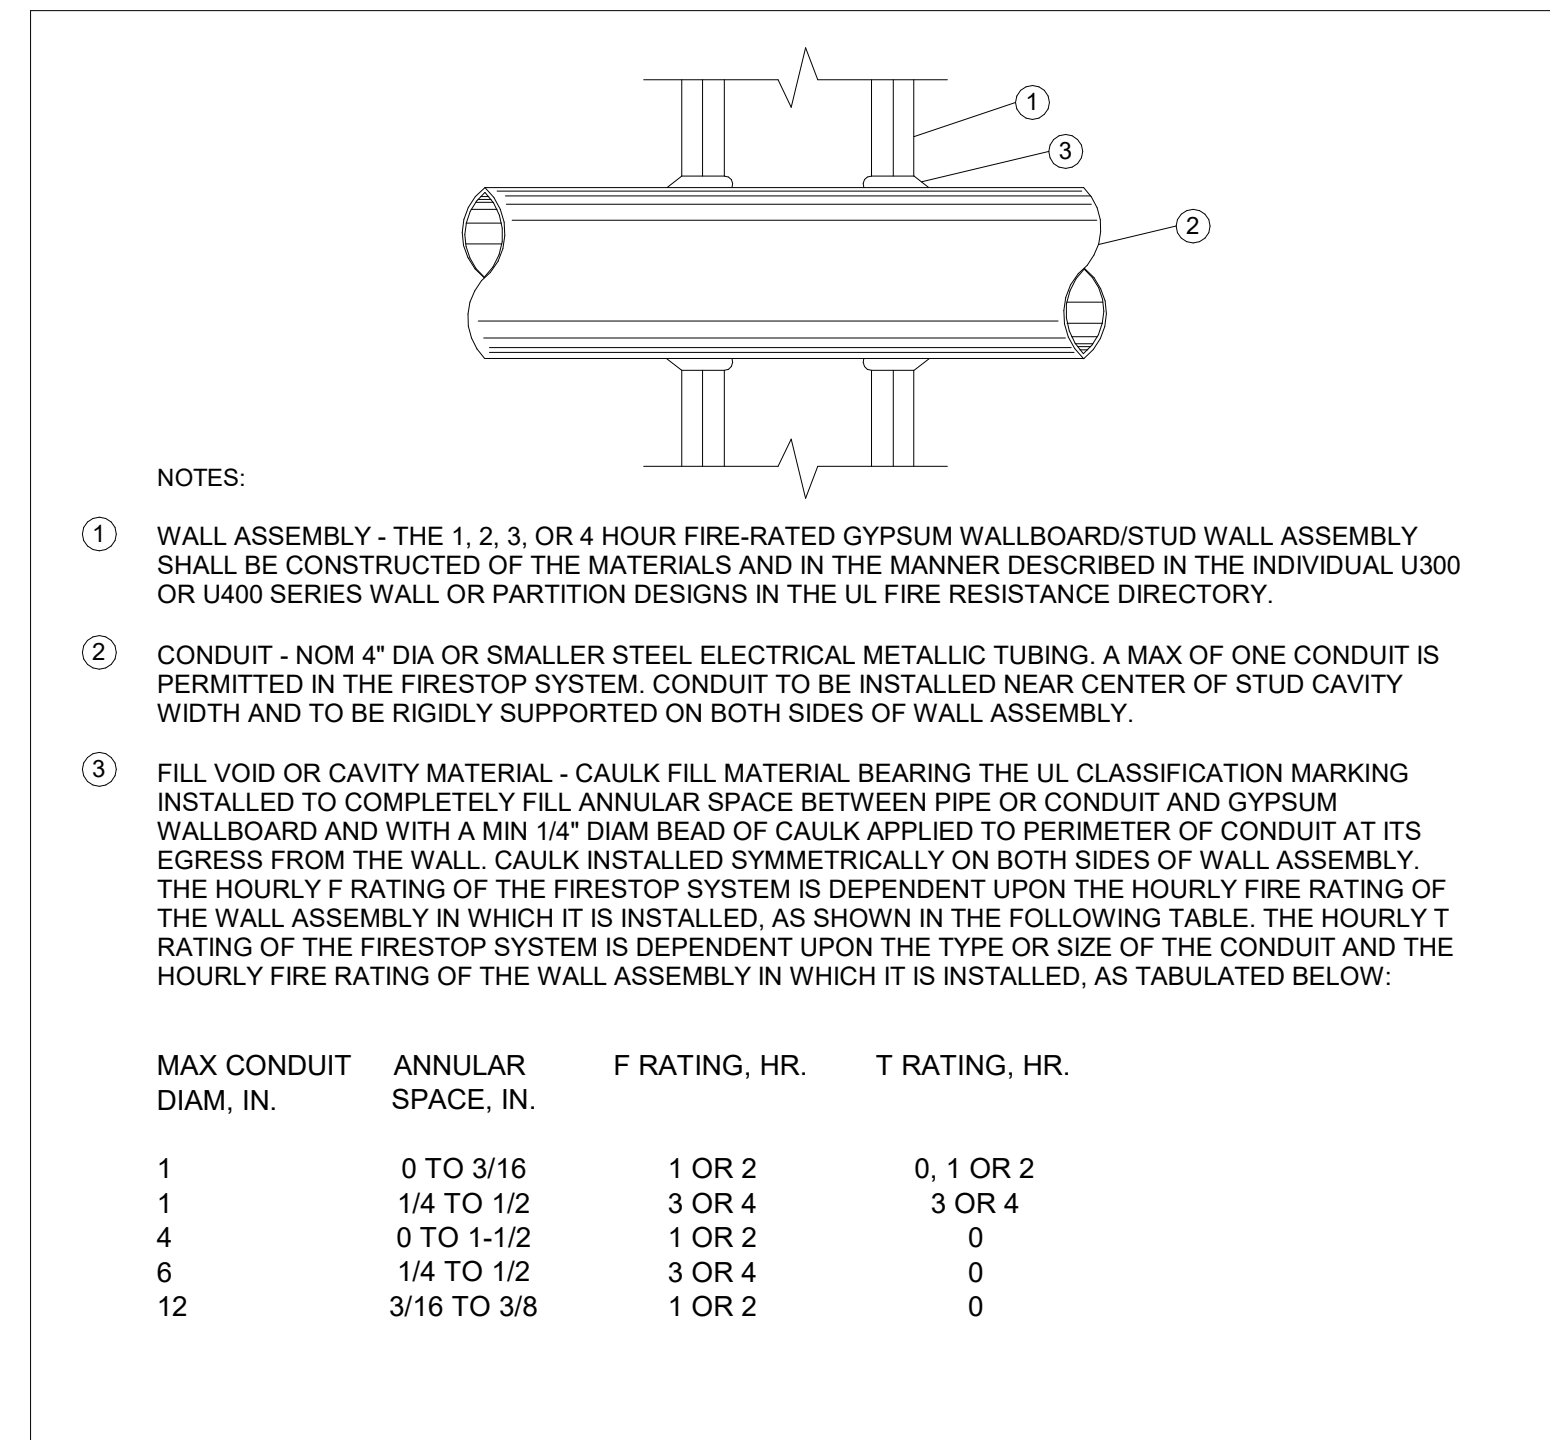 1
3
2
NOTES:
1 WALL ASSEMBLY - THE 1, 2, 3, OR 4 HOUR FIRE-RATED GYPSUM WALLBOARD/STUD WALL ASSEMBLY
SHALL BE CONSTRUCTED OF THE MATERIALS AND IN THE MANNER DESCRIBED IN THE INDIVIDUAL U300
OR U400 SERIES WALL OR PARTITION DESIGNS IN THE UL FIRE RESISTANCE DIRECTORY.
2 CONDUIT - NOM 4" DIA OR SMALLER STEEL ELECTRICAL METALLIC TUBING. A MAX OF ONE CONDUIT IS
PERMITTED IN THE FIRESTOP SYSTEM. CONDUIT TO BE INSTALLED NEAR CENTER OF STUD CAVITY
WIDTH AND TO BE RIGIDLY SUPPORTED ON BOTH SIDES OF WALL ASSEMBLY.
3 FILL VOID OR CAVITY MATERIAL - CAULK FILL MATERIAL BEARING THE UL CLASSIFICATION MARKING
INSTALLED TO COMPLETELY FILL ANNULAR SPACE BETWEEN PIPE OR CONDUIT AND GYPSUM
WALLBOARD AND WITH A MIN 1/4" DIAM BEAD OF CAULK APPLIED TO PERIMETER OF CONDUIT AT ITS
EGRESS FROM THE WALL. CAULK INSTALLED SYMMETRICALLY ON BOTH SIDES OF WALL ASSEMBLY.
THE HOURLY F RATING OF THE FIRESTOP SYSTEM IS DEPENDENT UPON THE HOURLY FIRE RATING OF
THE WALL ASSEMBLY IN WHICH IT IS INSTALLED, AS SHOWN IN THE FOLLOWING TABLE. THE HOURLY T
RATING OF THE FIRESTOP SYSTEM IS DEPENDENT UPON THE TYPE OR SIZE OF THE CONDUIT AND THE
HOURLY FIRE RATING OF THE WALL ASSEMBLY IN WHICH IT IS INSTALLED, AS TABULATED BELOW:
MAX CONDUIT ANNULAR F RATING, HR. T RATING, HR.
DIAM, IN. SPACE, IN.
1 0 TO 3/16 1 OR 2 0, 1 OR 2
1 1/4 TO 1/2 3 OR 4 3 OR 4
4 0 TO 1-1/2 1 OR 2 0
6 1/4 TO 1/2 3 OR 4 0
12 3/16 TO 3/8 1 OR 2 0